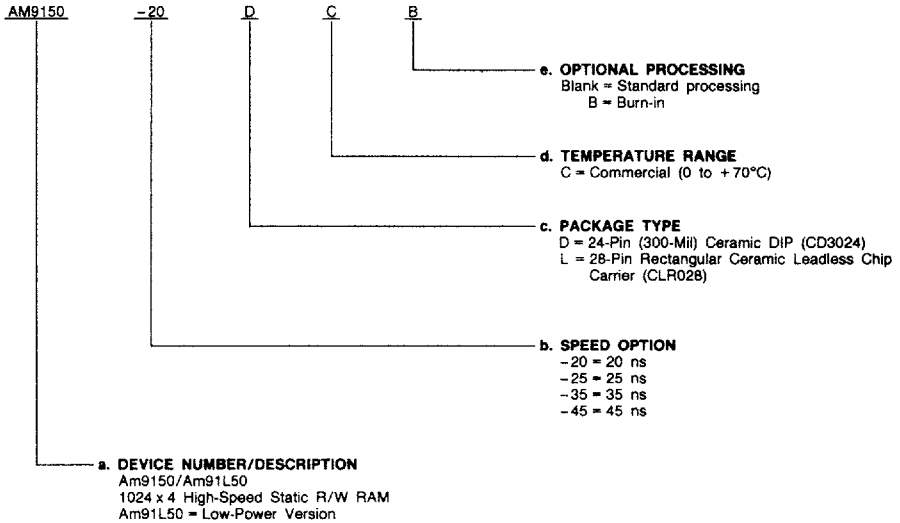 AM9150 -20 D C B
e. OPTIONAL PROCESSING
Blank = Standard processing
B = Burn-in
d. TEMPERATURE RANGE
C = Commercial (0 to +70°C)
c. PACKAGE TYPE
D = 24-Pin (300-Mil) Ceramic DIP (CD3024)
L = 28-Pin Rectangular Ceramic Leadless Chip
Carrier (CLR028)
b. SPEED OPTION
-20 = 20 ns
-25 = 25 ns
-35 = 35 ns
-45 = 45 ns
a. DEVICE NUMBER/DESCRIPTION
Am9150/Am91L50
1024 x 4 High-Speed Static R/W RAM
Am91L50 = Low-Power Version